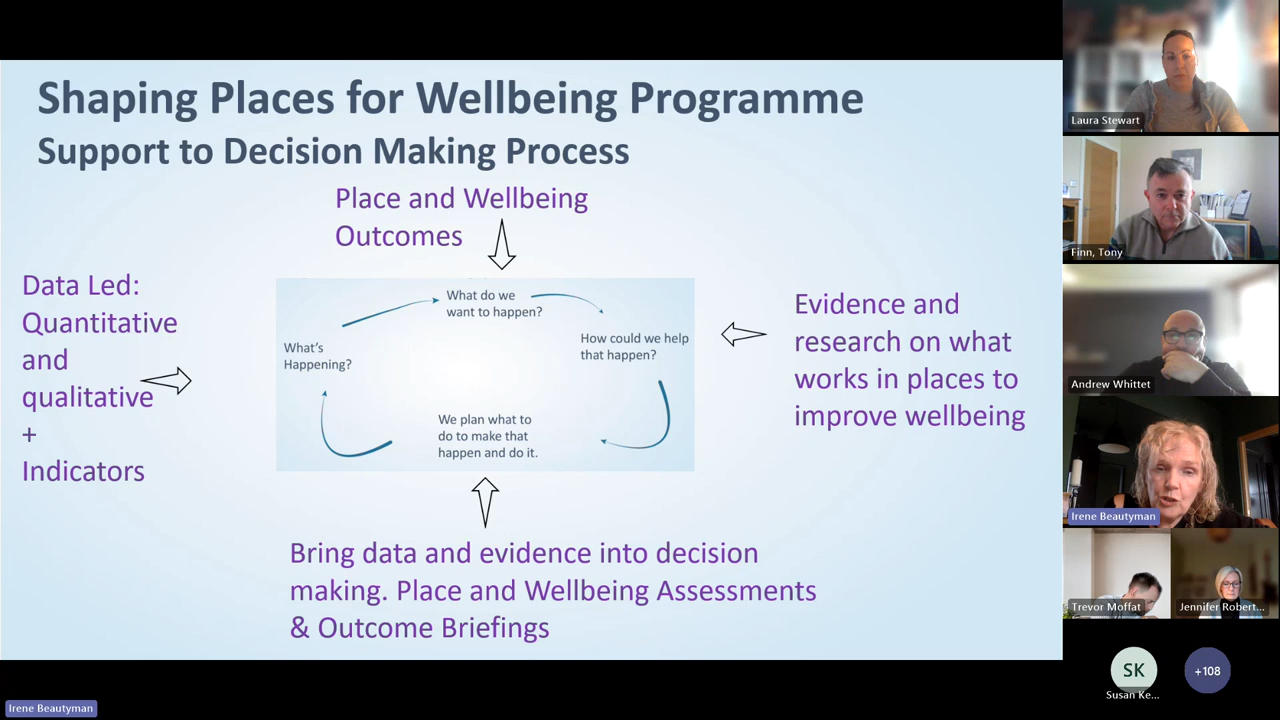 Shaping Places for Wellbeing Programme
Support to Decision Making Process
Place and Wellbeing
Outcomes
Data Led:
Quantitative
and
qualitative
+
Indicators
What do we
want to happen?
What's
Happening?
How could we help
that happen?
We plan what to
do to make that
happen and do it.
Evidence and
research on what
works in places to
improve wellbeing
Bring data and evidence into decision
making. Place and Wellbeing Assessments
& Outcome Briefings
Irene Beautyman
Laura Stewart
Finn, Tony
Andrew Whittet
Irene Beautyman
Trevor Moffat
Jennifer Robert...
SK
Susan Ke...
+108